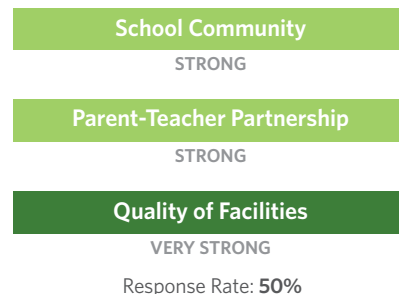 School Community
STRONG
Parent-Teacher Partnership
STRONG
Quality of Facilities
VERY STRONG
Response Rate: 50%